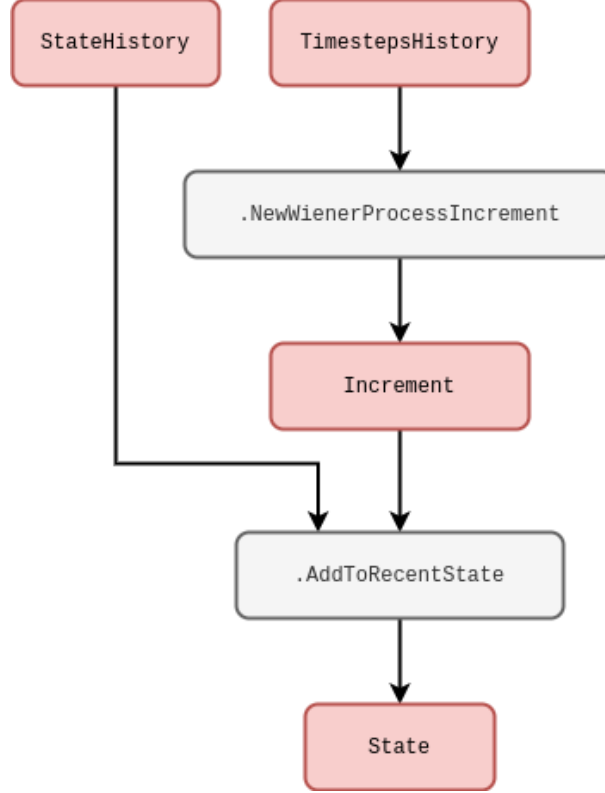 StateHistory
TimestepsHistory
.NewWienerProcessIncrement
Increment
.AddToRecentState
State